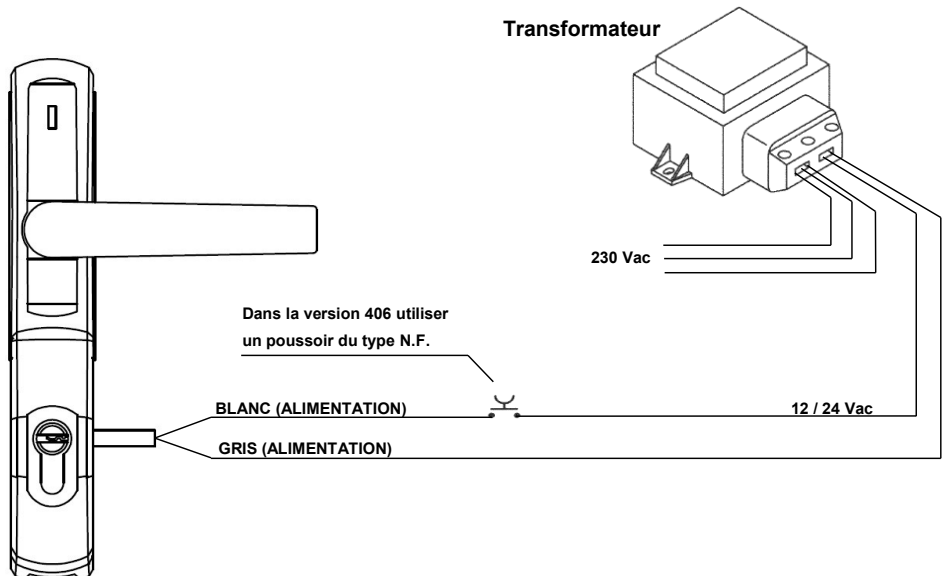 Transformateur
230 Vac
Dans la version 406 utiliser
un poussoir du type N.F.
BLANC (ALIMENTATION)
12 / 24 Vac
GRIS (ALIMENTATION)